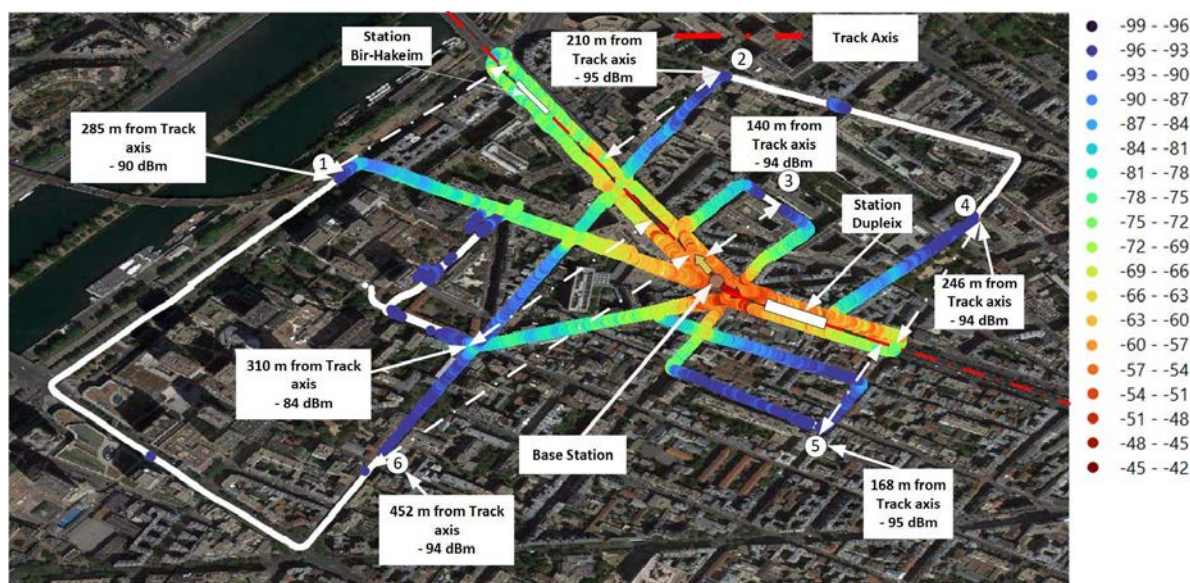 Station
Bir-Hakeim
210 m from
Track axis
- 95 dBm
Track Axis
2
285 m from Track
axis
- 90 dBm
1
140 m from
Track axis
- 94 dBm
3
Station
Dupleix
4
246 m from
Track axis
- 94 dBm
310 m from Track
axis
- 84 dBm
Base Station
5
6
452 m from Track
axis
- 94 dBm
168 m from
Track axis
- 95 dBm
-99 - -96
-96 - -93
-93 - -90
-90 - -87
-87 - -84
-84 - -81
-81 - -78
-78 - -75
-75 - -72
-72 - -69
-69 - -66
-66 - -63
-63 - -60
-60 - -57
-57 - -54
-54 - -51
-51 - -48
-48 - -45
-45 - -42